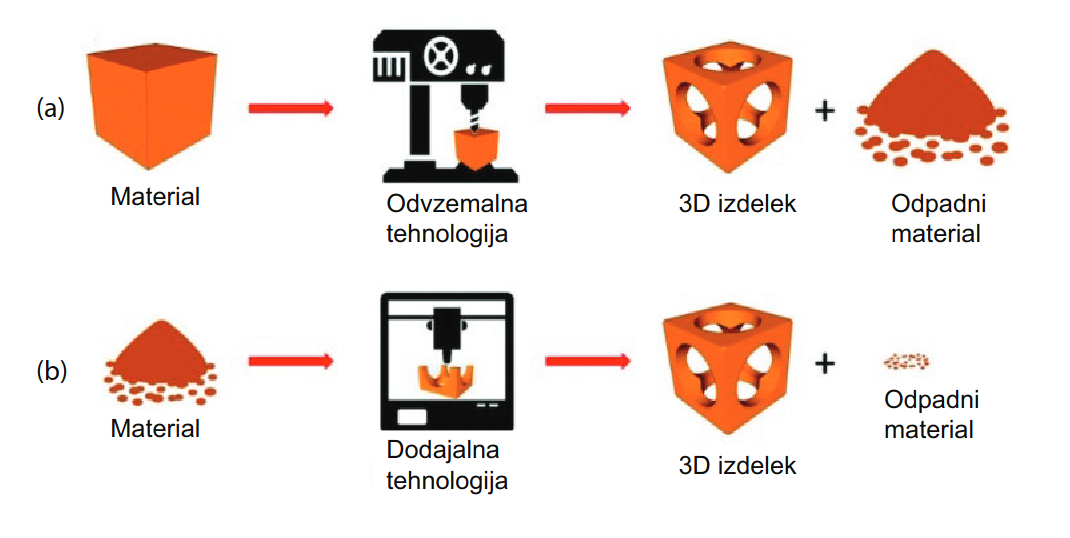 (a)
Material
Odvzemalna
tehnologija
3D izdelek
+
Odpadni
material
(b)
Material
Dodajalna
tehnologija
3D izdelek
+
Odpadni
material